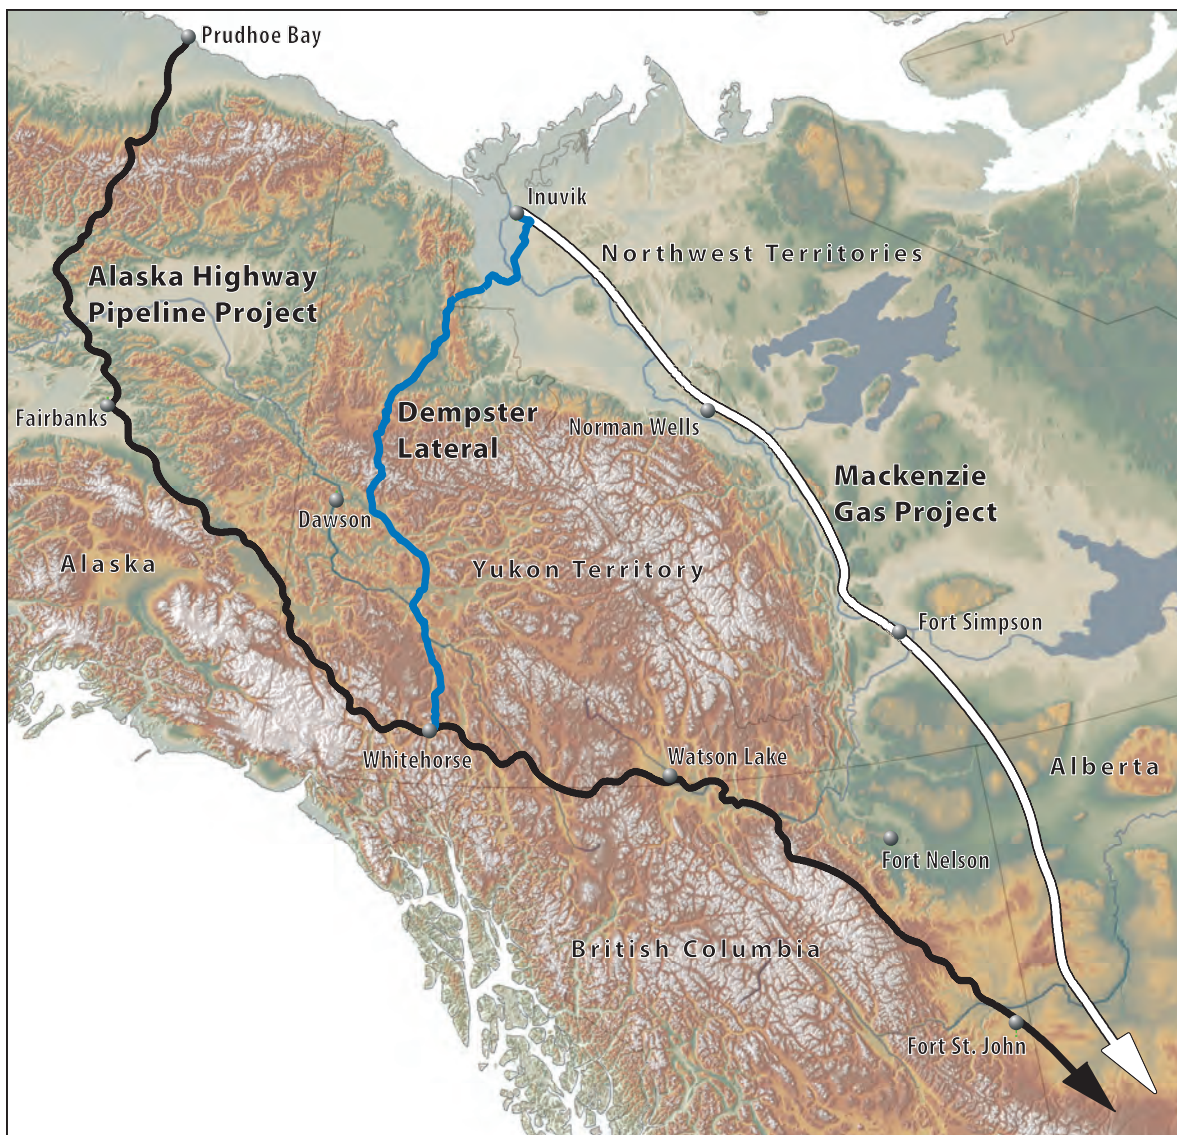 Prudhoe Bay
Inuvik
Northwest Territories
Alaska Highway
Pipeline Project
Fairbanks
Dempster
Lateral
Norman Wells
Mackenzie
Gas Project
Dawson
Alaska
Yukon Territory
Fort Simpson
Whitehorse
Watson Lake
Alberta
Fort Nelson
British Columbia
Fort St. John